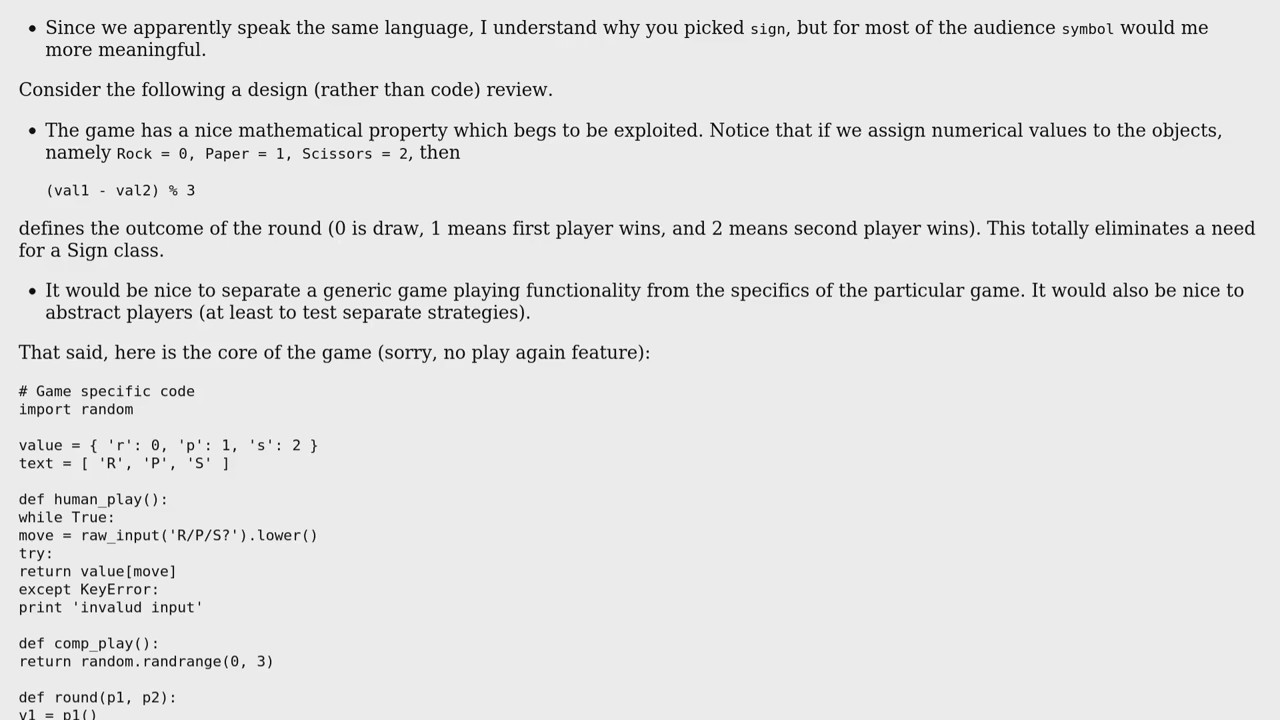 • Since we apparently speak the same language, I understand why you picked sign, but for most of the audience symbol would me
more meaningful.
Consider the following a design (rather than code) review.
• The game has a nice mathematical property which begs to be exploited. Notice that if we assign numerical values to the objects,
namely Rock = 0, Paper = 1, Scissors = 2, then
(val1 - val2) % 3
defines the outcome of the round (0 is draw, 1 means first player wins, and 2 means second player wins). This totally eliminates a need
for a Sign class.
• It would be nice to separate a generic game playing functionality from the specifics of the particular game. It would also be nice to
abstract players (at least to test separate strategies).
That said, here is the core of the game (sorry, no play again feature):
# Game specific code
import random
value = { 'r': 0, 'p': 1, 's': 2 }
text = [ 'R', 'P', 'S' ]
def human_play():
while True:
move = raw_input('R/P/S?').lower()
try:
return value[move]
except KeyError:
print 'invalud input'
def comp_play():
return random.randrange(0, 3)
def round(p1, p2):
v1 = p1()